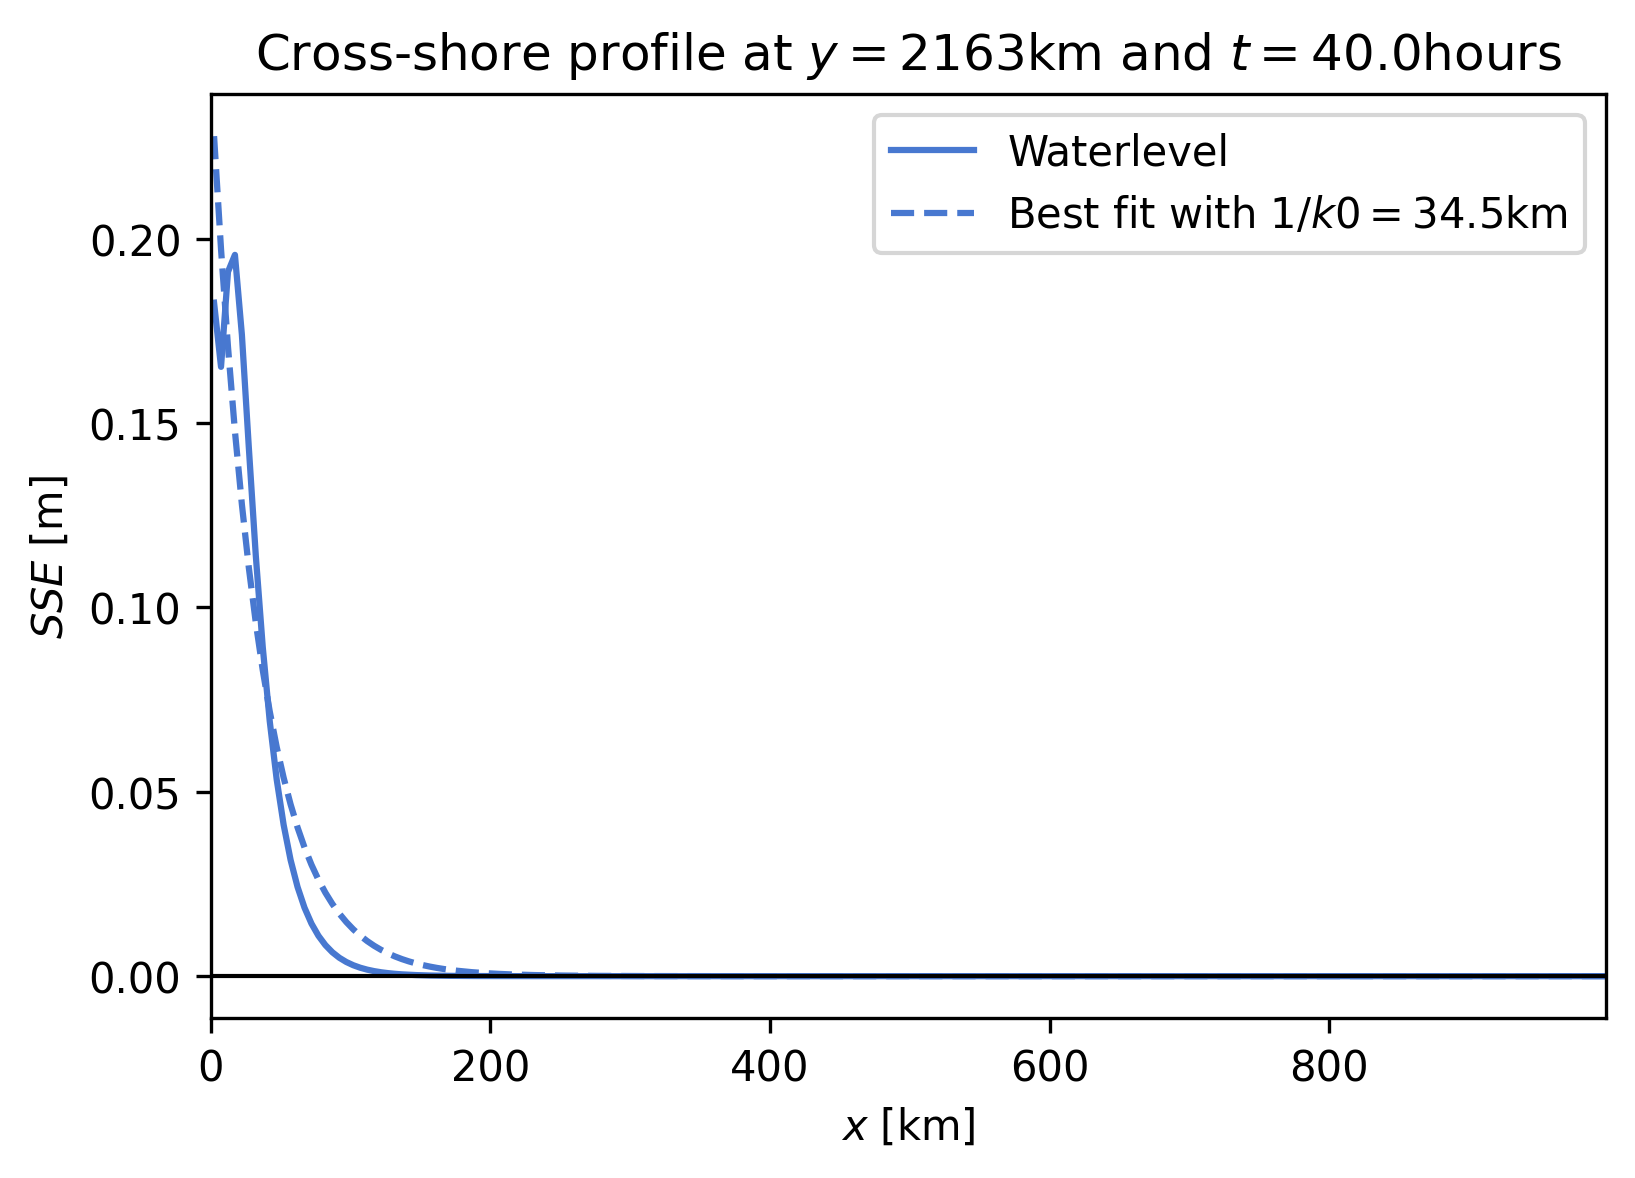 Cross-shore profile at y = 2163km and t = 40.0hours
Waterlevel
Best fit with 1/k0 = 34.5km
SSE [m]
0.20
0.15
0.10
0.05
0.00
0 200 400 600 800
x [km]